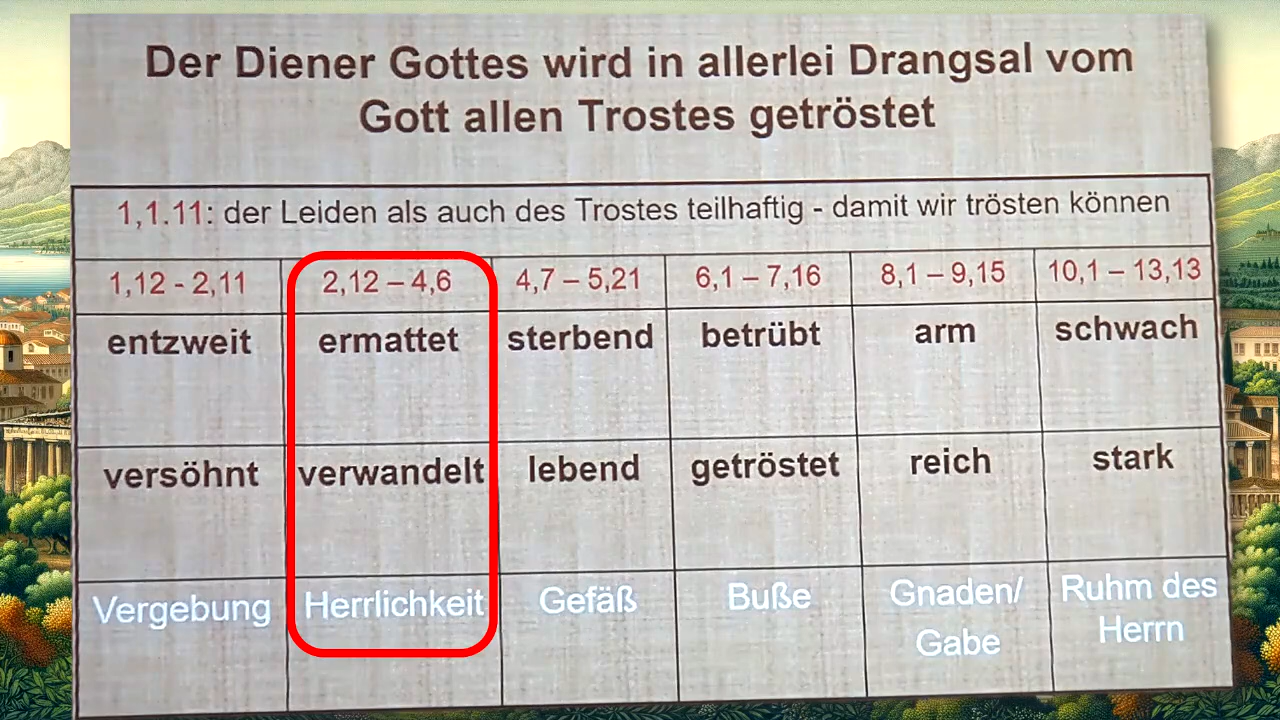 Der Diener Gottes wird in allerlei Drangsal vom
Gott allen Trostes getröstet
1,1.11: der Leiden als auch des Trostes teilhaftig - damit wir trösten können
1,12 - 2,11 2,12 – 4,6 4,7 – 5,21 6,1 – 7,16 8,1 – 9,15 10,1 – 13,13
entzweit ermattet sterbend betrübt arm schwach
versöhnt verwandelt lebend getröstet reich stark
Vergebung Herrlichkeit Gefäß Buße Gnaden/ Ruhm des
Gabe Herrn